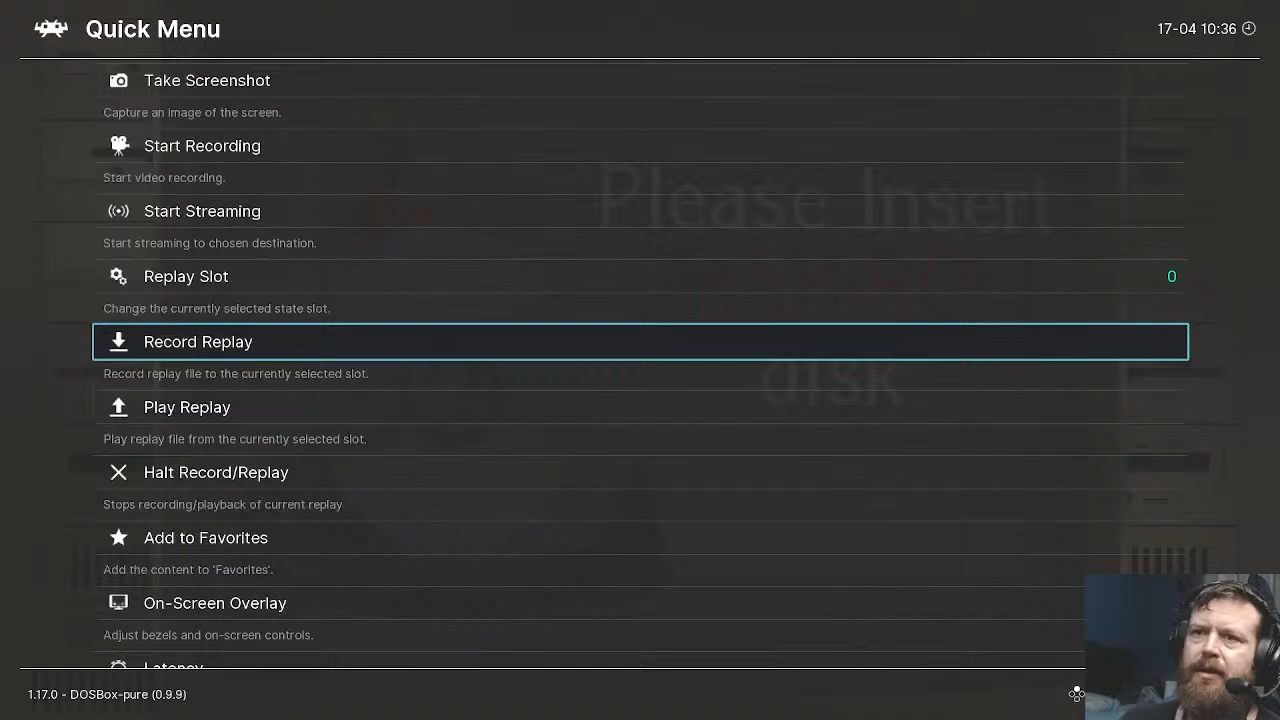 Quick Menu
17-04 10:36
Take Screenshot
Capture an image of the screen.
Start Recording
Start video recording.
Please Insert
Start Streaming
Start streaming to chosen destination.
Replay Slot
0
Change the currently selected state slot.
Record Replay
Record replay file to the currently selected slot.
disk
Play Replay
Play replay file from the currently selected slot.
Halt Record/Replay
Stops recording/playback of current replay
Add to Favorites
Add the content to 'Favorites'.
On-Screen Overlay
Adjust bezels and on-screen controls.
Latency
1.17.0 - DOSBox-pure (0.9.9)